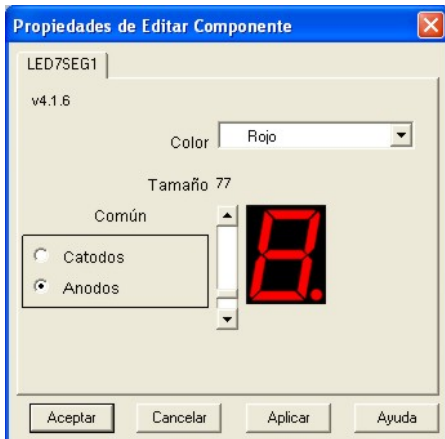 Propiedades de Editar Componente
LED7SEG1
v4.1.6
Color Rojo
Tamaño 77
Común
Catodos
Anodos
Aceptar Cancelar Aplicar Ayuda